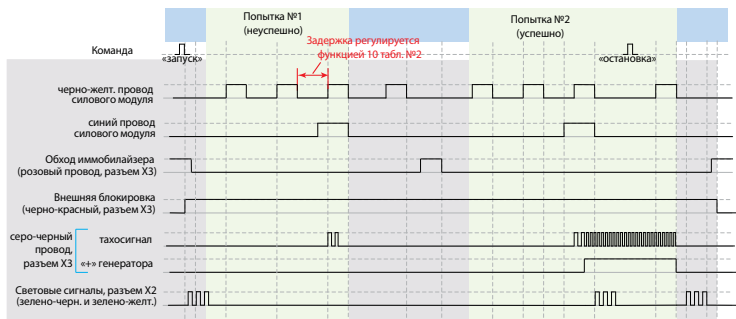 Попытка №1
(неуспешно)
Попытка №2
(успешно)
Задержка регулируется
функцией 10 табл. №2
Команда
«запуск»
«остановка»
черно-желт. провод
силового модуля
синий провод
силового модуля
Обход иммобилайзера
(розовый провод, разъем X3)
Внешняя блокировка
(черно-красный, разъем X3)
серо-черный
провод,
разъем X3
тахосигнал
«+» генератора
Световые сигналы, разъем X2
(зелено-черн. и зелено-желт.)